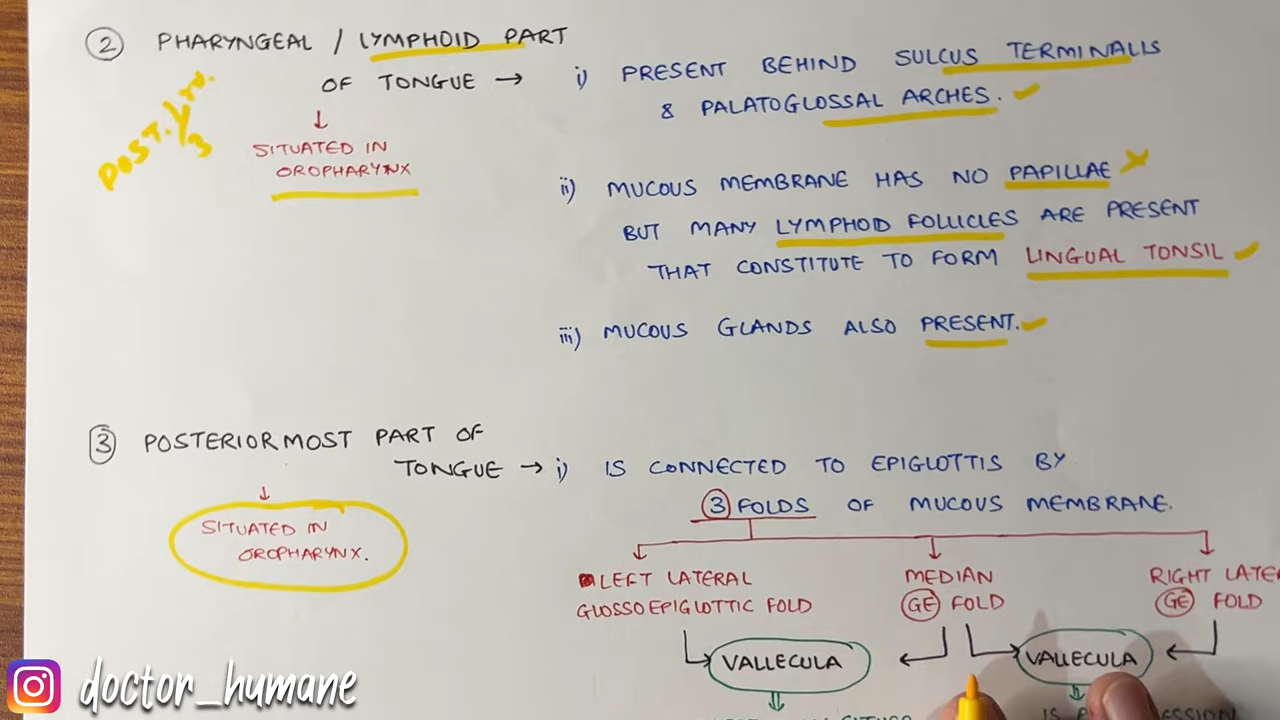 ② PHARYNGEAL / LYMPHOID PART
OF TONGUE →
↓
SITUATED IN
OROPHARYNX
POST. 1/3 rd.
i) PRESENT BEHIND SULCUS TERMINALIS
& PALATOGLOSSAL ARCHES.
ii) MUCOUS MEMBRANE HAS NO PAPILLAE
BUT MANY LYMPHOID FOLLICLES ARE PRESENT
THAT CONSTITUTE TO FORM LINGUAL TONSIL
iii) MUCOUS GLANDS ALSO PRESENT.
③ POSTERIORMOST PART OF
TONGUE →
↓
SITUATED IN
OROPHARYNX.
i) IS CONNECTED TO EPIGLOTTIS BY
③ FOLDS OF MUCOUS MEMBRANE.
LEFT LATERAL
GLOSSOEPIGLOTTIC FOLD
MEDIAN
GE FOLD
RIGHT LATE
GE FOLD
VALLECULA
VALLECULA
IS
doctor_humane